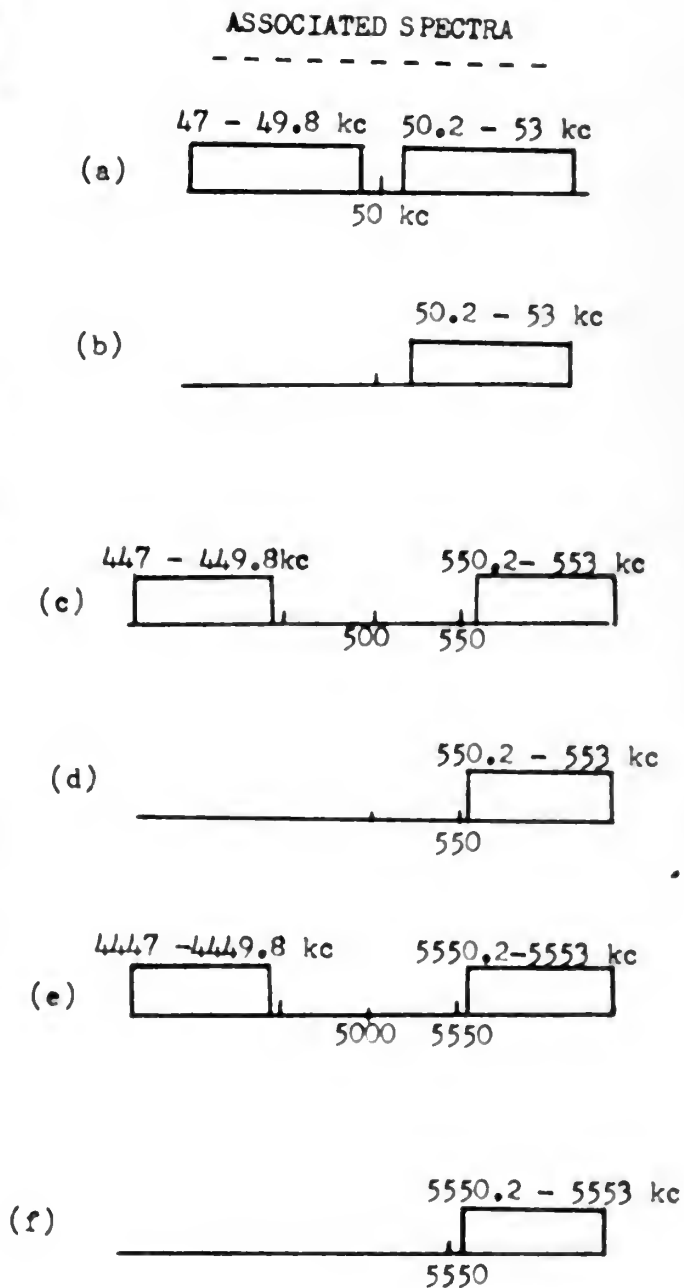 ASSOCIATED SPECTRA
47 - 49.8 kc 50.2 - 53 kc
(a)
50 kc
50.2 - 53 kc
(b)
447 - 449.8kc 550.2- 553 kc
(c)
500 550
550.2 - 553 kc
(d)
550
4447 -4449.8 kc 5550.2-5553 kc
(e)
5000 5550
5550.2 - 5553 kc
(f)
5550